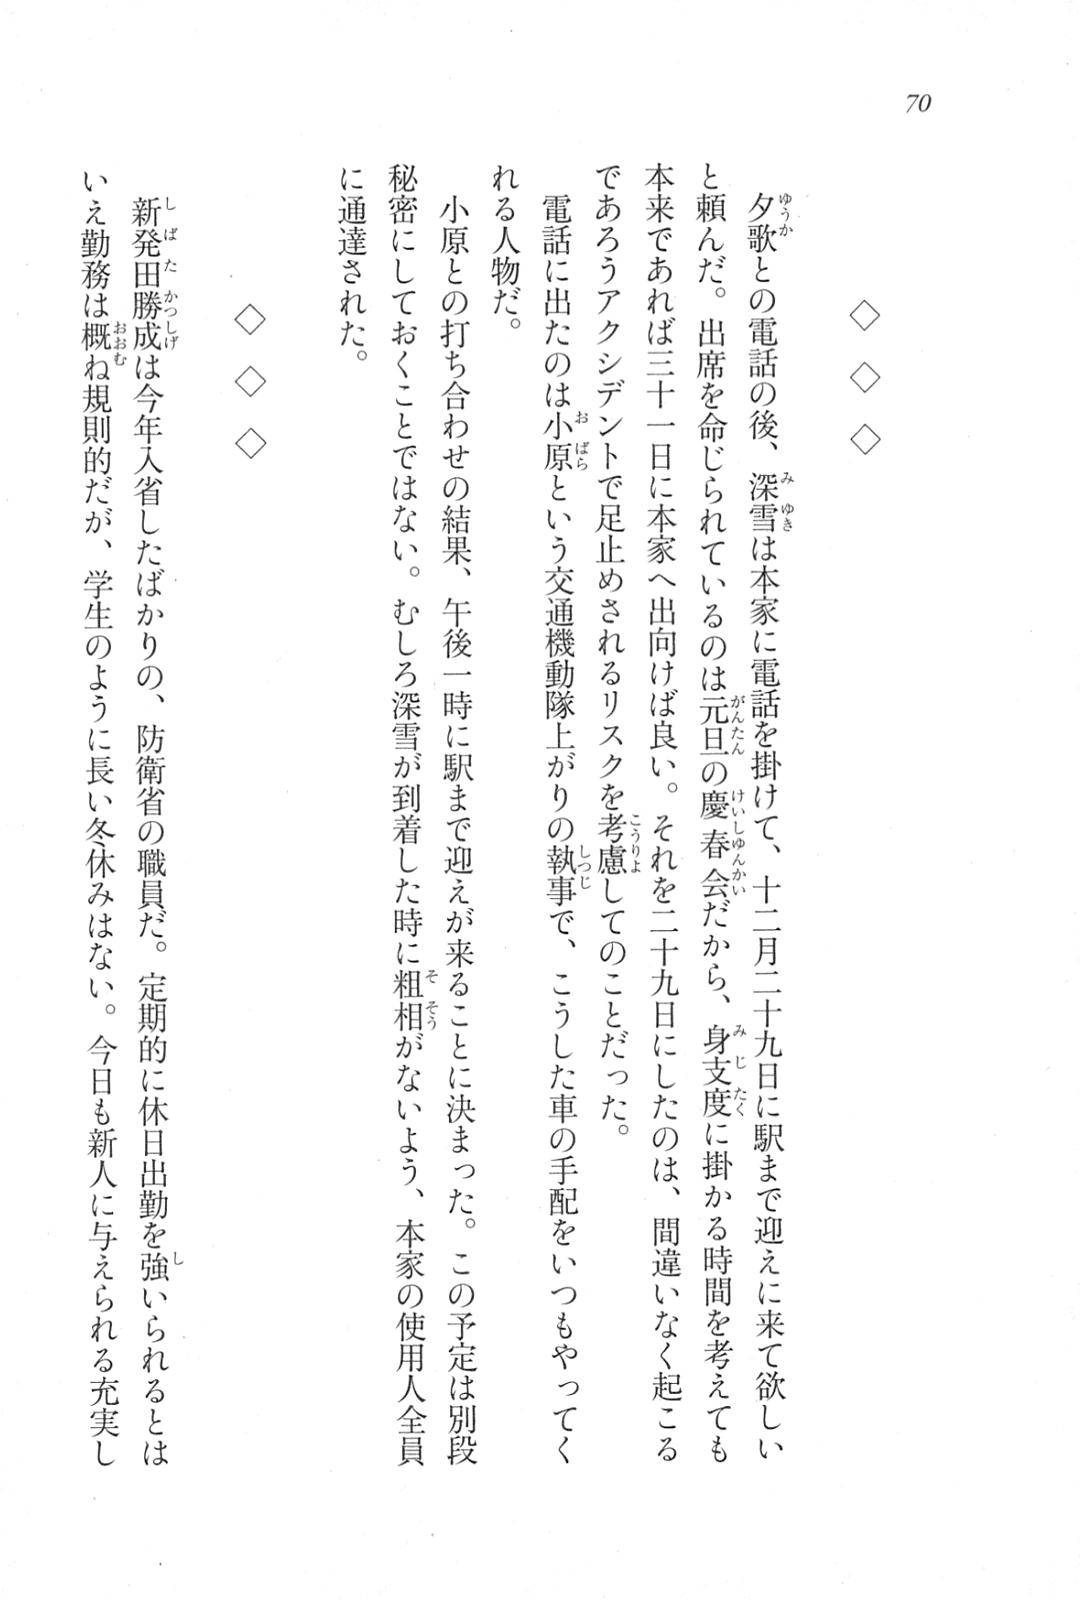 70
◇ ◇ ◇
夕歌との電話の後、深雪は本家に電話を掛けて、十二月二十九日に駅まで迎えに来て欲しい
と頼んだ。出席を命じられているのは元旦の慶春会だから、身支度に掛かる時間を考えても
本来であれば三十一日に本家へ出向けば良い。それを二十九日にしたのは、間違いなく起こる
であろうアクシデントで足止めされるリスクを考慮してのことだった。
電話に出たのは小原という交通機動隊上がりの執事で、こうした車の手配をいつもやってく
れる人物だ。
小原との打ち合わせの結果、午後一時に駅まで迎えが来ることに決まった。この予定は別段
秘密にしておくことではない。むしろ深雪が到着した時に粗相がないよう、本家の使用人全員
に通達された。
◇ ◇ ◇
新発田勝成は今年入省したばかりの、防衛省の職員だ。定期的に休日出勤を強いられるとは
いえ勤務は概ね規則的だが、学生のように長い冬休みはない。今日も新人に与えられる充実し